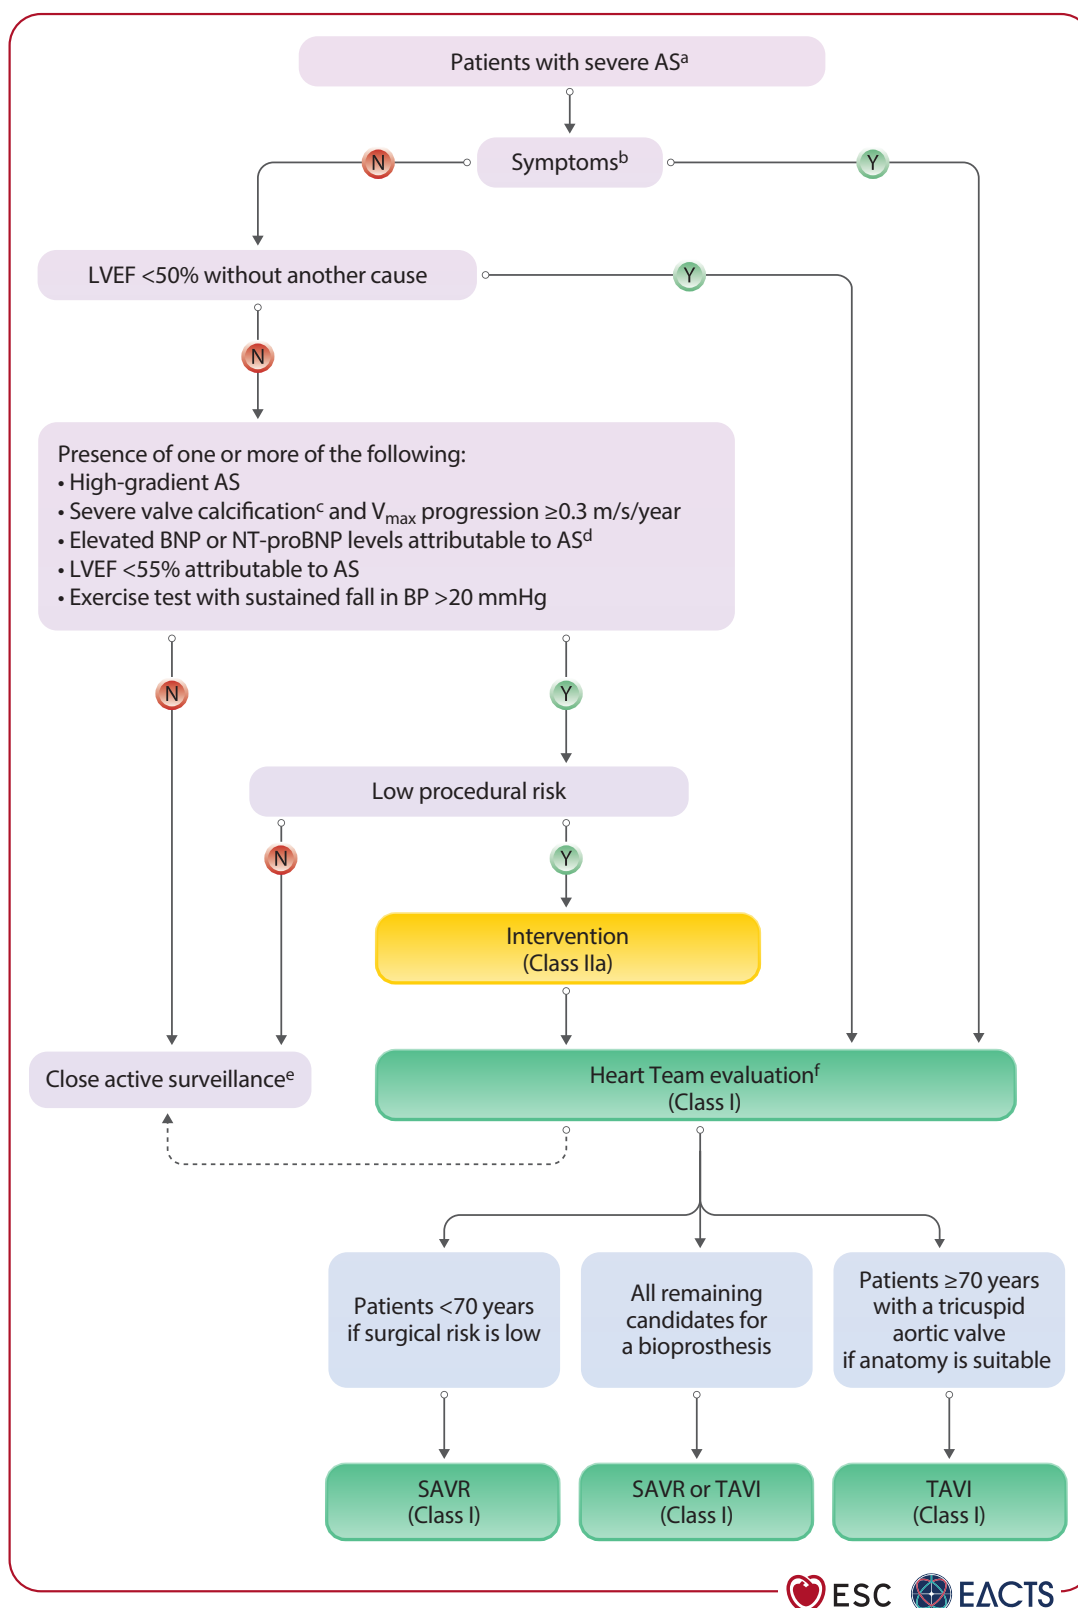 Patients with severe ASᵃ
Symptomsᵇ
N
Y
LVEF <50% without another cause
Y
N
Presence of one or more of the following:
• High-gradient AS
• Severe valve calcificationᶜ and Vmax progression ≥0.3 m/s/year
• Elevated BNP or NT-proBNP levels attributable to ASᵈ
• LVEF <55% attributable to AS
• Exercise test with sustained fall in BP >20 mmHg
N
Y
Low procedural risk
N
Y
Intervention
(Class IIa)
Close active surveillanceᵉ
Heart Team evaluationᶠ
(Class I)
Patients <70 years
if surgical risk is low
All remaining
candidates for
a bioprosthesis
Patients ≥70 years
with a tricuspid
aortic valve
if anatomy is suitable
SAVR
(Class I)
SAVR or TAVI
(Class I)
TAVI
(Class I)
ESC
EACTS